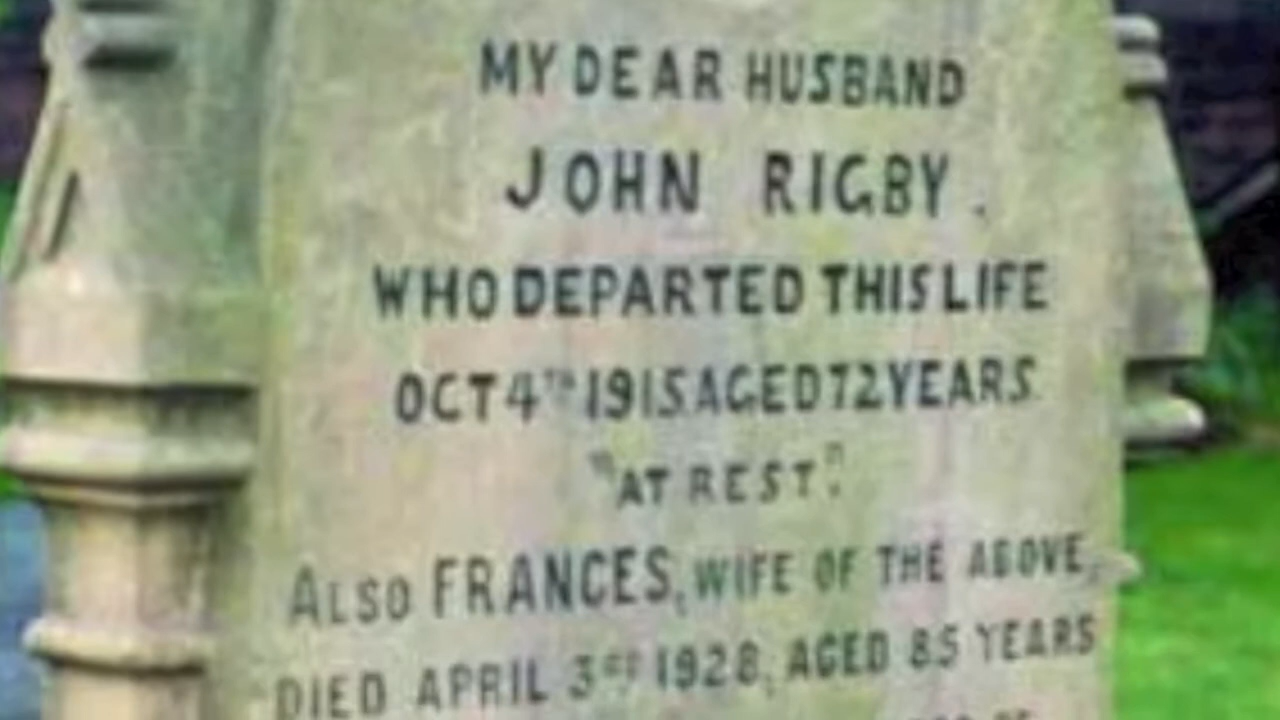 MY DEAR HUSBAND
JOHN RIGBY.
WHO DEPARTED THIS LIFE
OCT 4TH 1915 AGED 72 YEARS.
"AT REST."
ALSO FRANCES, WIFE OF THE ABOVE,
DIED APRIL 3RD 1928, AGED 85 YEARS